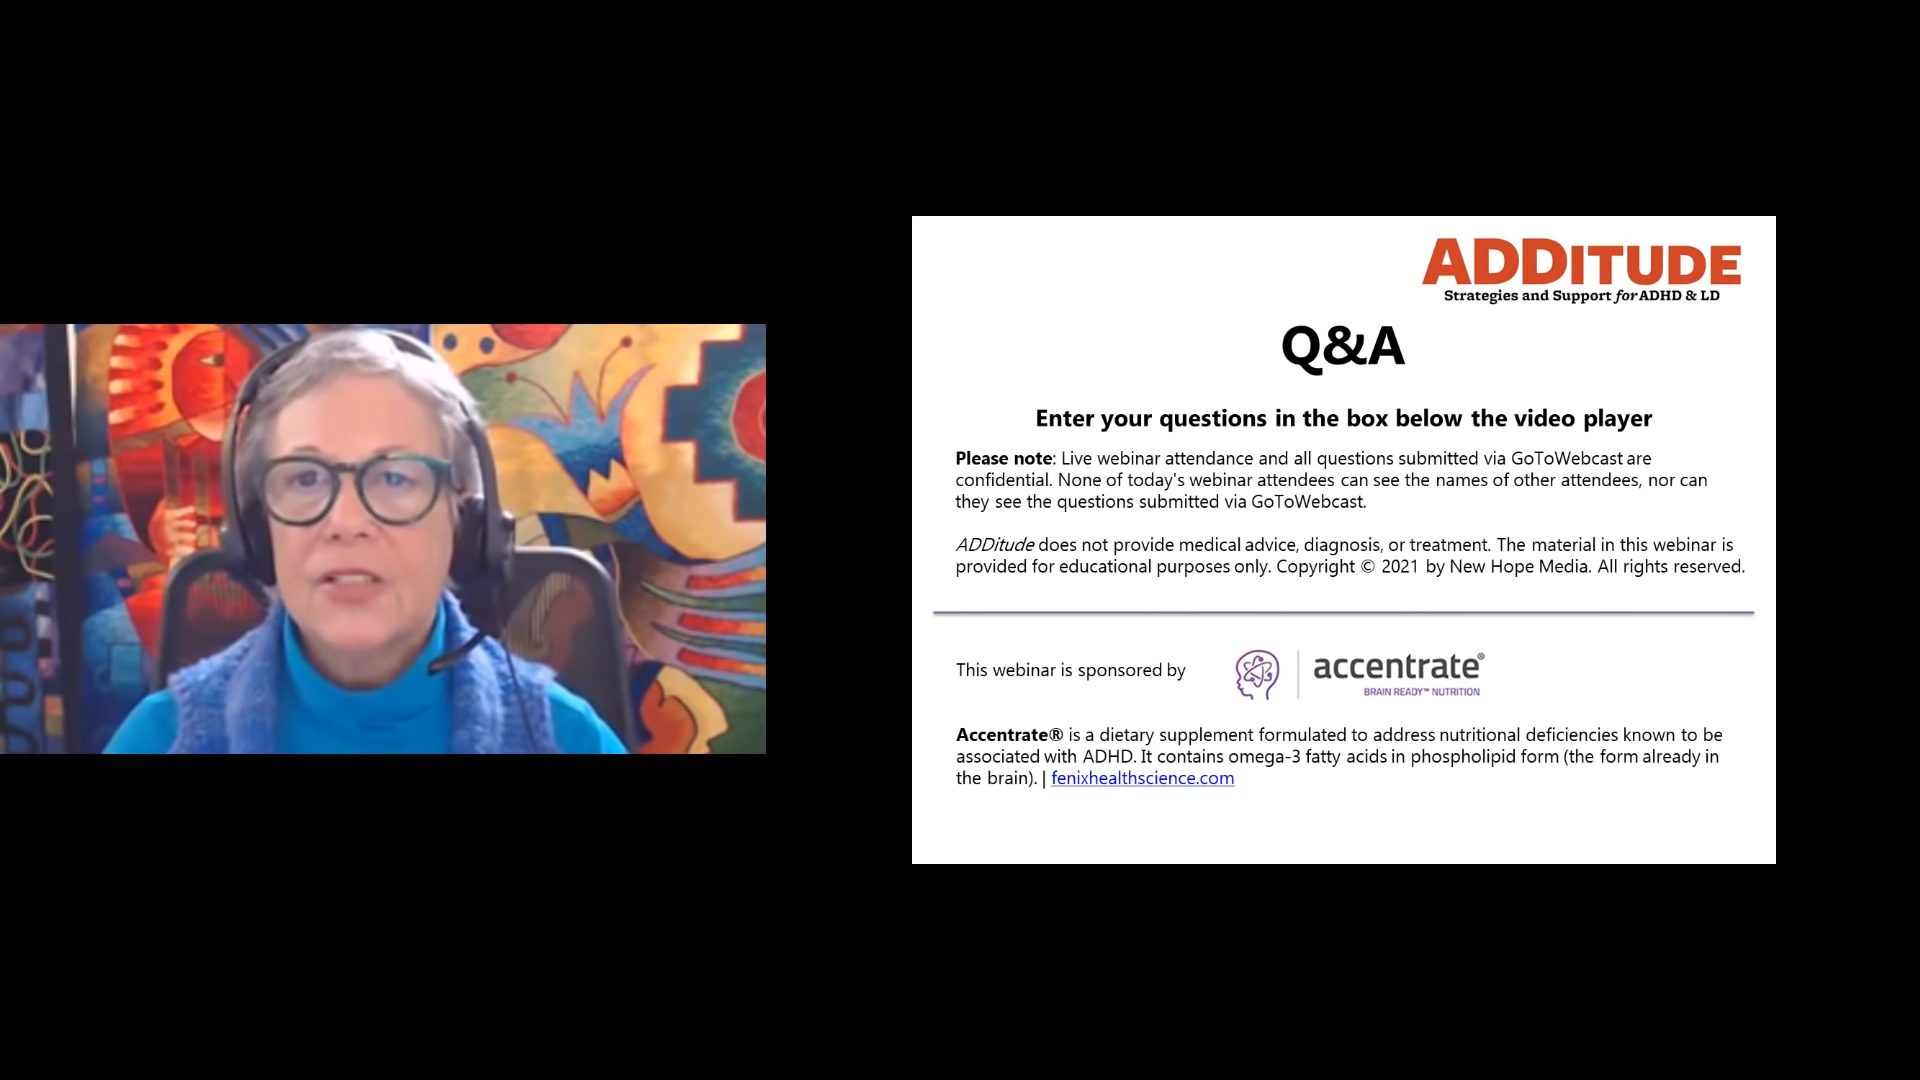 ADDITUDE
Strategies and Support for ADHD & LD
Q&A
Enter your questions in the box below the video player
Please note: Live webinar attendance and all questions submitted via GoToWebcast are
confidential. None of today's webinar attendees can see the names of other attendees, nor can
they see the questions submitted via GoToWebcast.
ADDitude does not provide medical advice, diagnosis, or treatment. The material in this webinar is
provided for educational purposes only. Copyright © 2021 by New Hope Media. All rights reserved.
This webinar is sponsored by
accentrate®
BRAIN READY™ NUTRITION
Accentrate® is a dietary supplement formulated to address nutritional deficiencies known to be
associated with ADHD. It contains omega-3 fatty acids in phospholipid form (the form already in
the brain). | fenixhealthscience.com